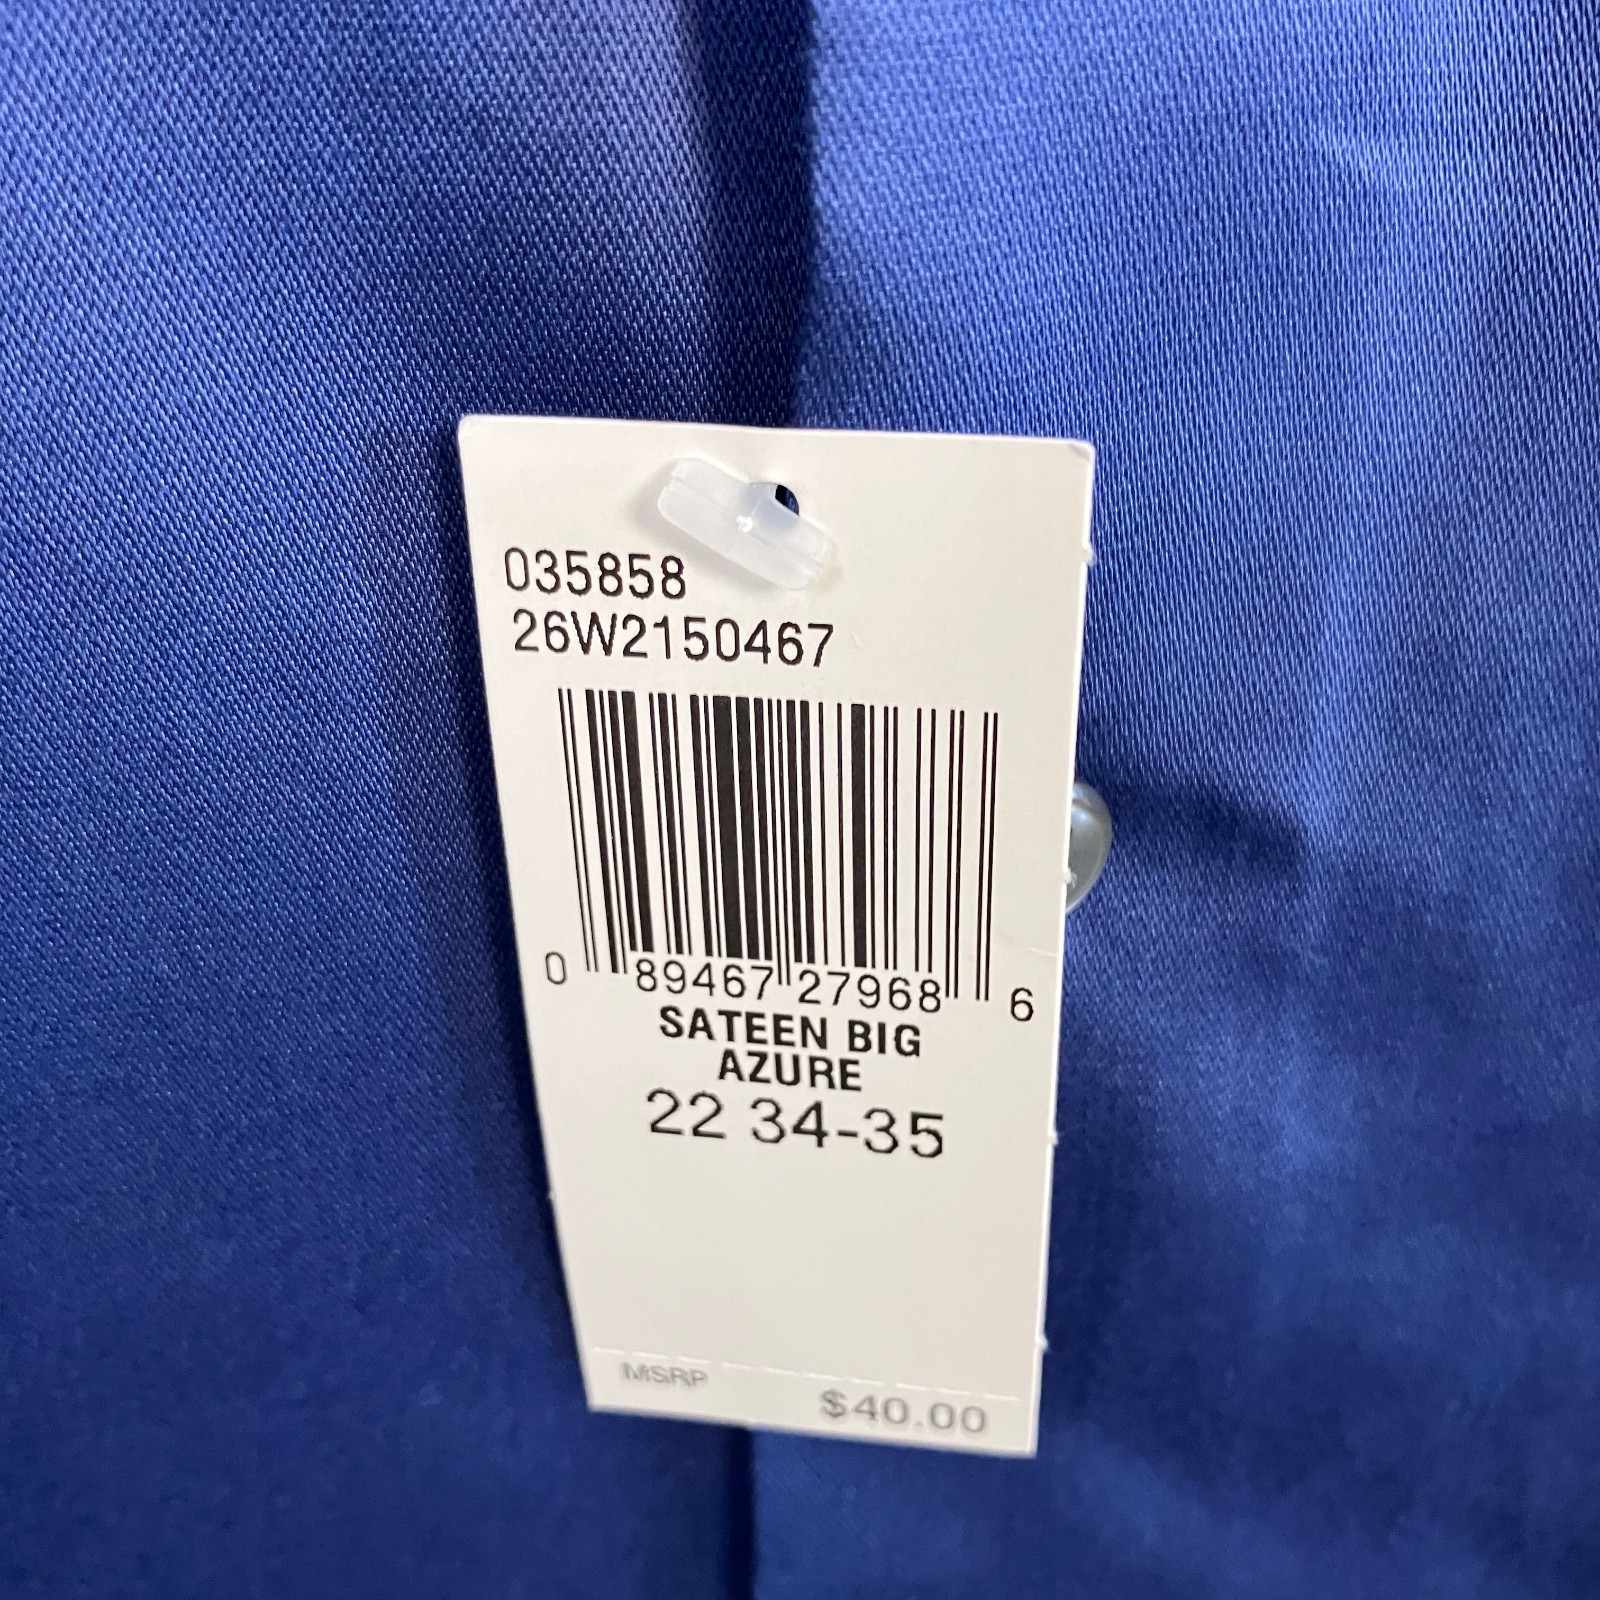 035858
26W2150467
0 89467 27968 6
SATEEN BIG
AZURE
22 34-35
MSRP $40.00